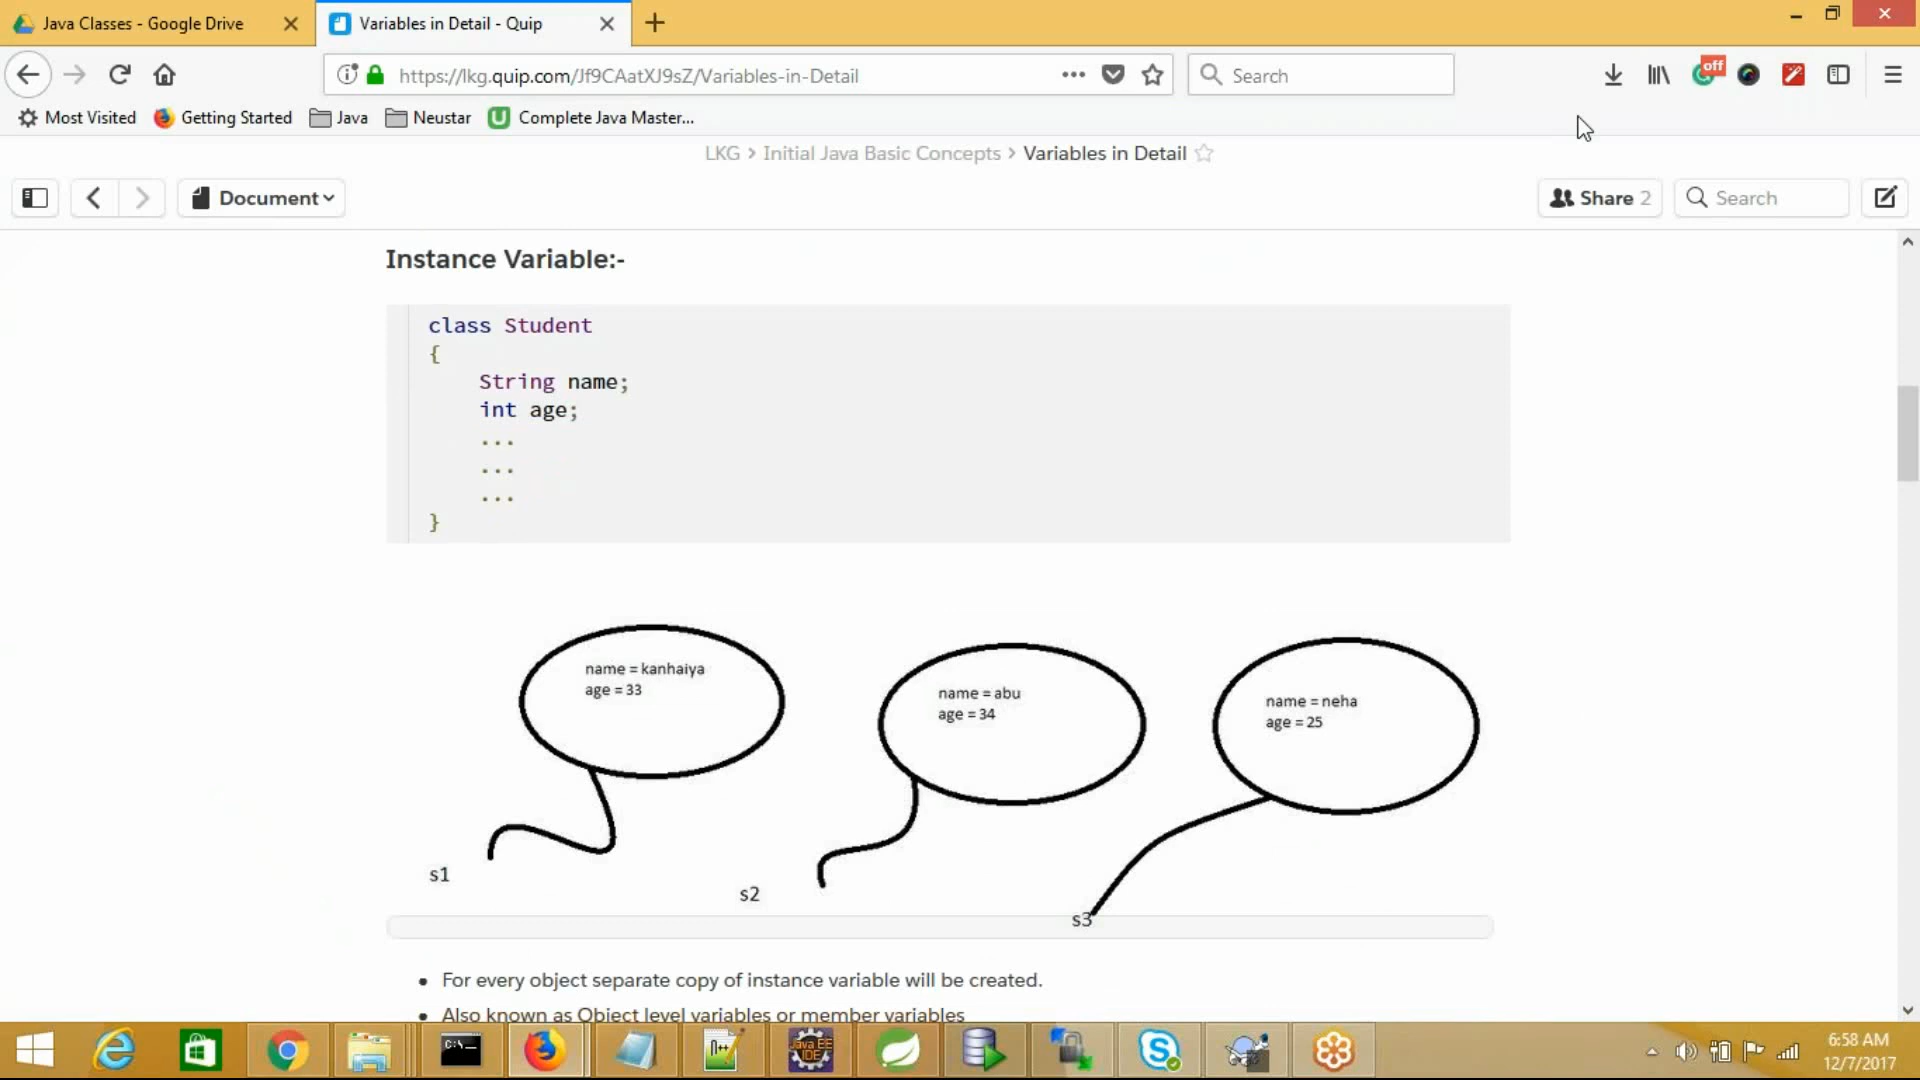 Java Classes - Google Drive
Variables in Detail - Quip
https://lkg.quip.com/Jf9CAatXJ9sZ/Variables-in-Detail
Search
off
Most Visited
Getting Started
Java
Neustar
Complete Java Master...
LKG > Initial Java Basic Concepts > Variables in Detail
Document
Share 2
Search
Instance Variable:-
class Student
{
String name;
int age;
...
...
...
}
name = kanhaiya
age = 33
name = abu
age = 34
name = neha
age = 25
s1
s2
s3
• For every object separate copy of instance variable will be created.
• Also known as Object level variables or member variables
C:\
n++
Java EE
IDE
6:58 AM
12/7/2017